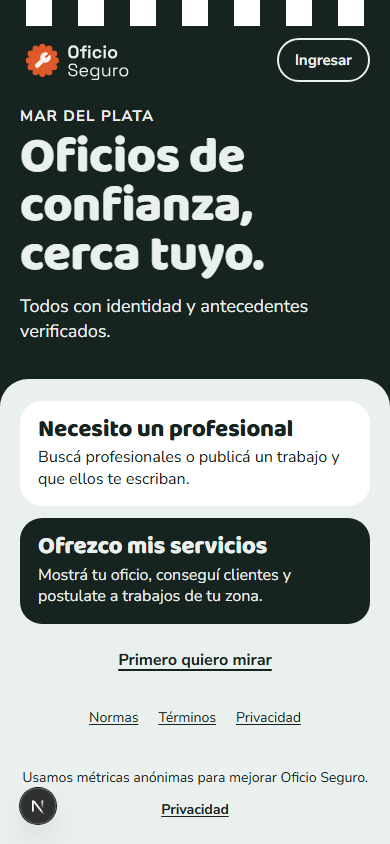 Oficio
Seguro
Ingresar
MAR DEL PLATA
Oficios de
confianza,
cerca tuyo.
Todos con identidad y antecedentes
verificados.
Necesito un profesional
Buscá profesionales o publicá un trabajo y
que ellos te escriban.
Ofrezco mis servicios
Mostrá tu oficio, conseguí clientes y
postulate a trabajos de tu zona.
Primero quiero mirar
Normas Términos Privacidad
Usamos métricas anónimas para mejorar Oficio Seguro.
Privacidad
N